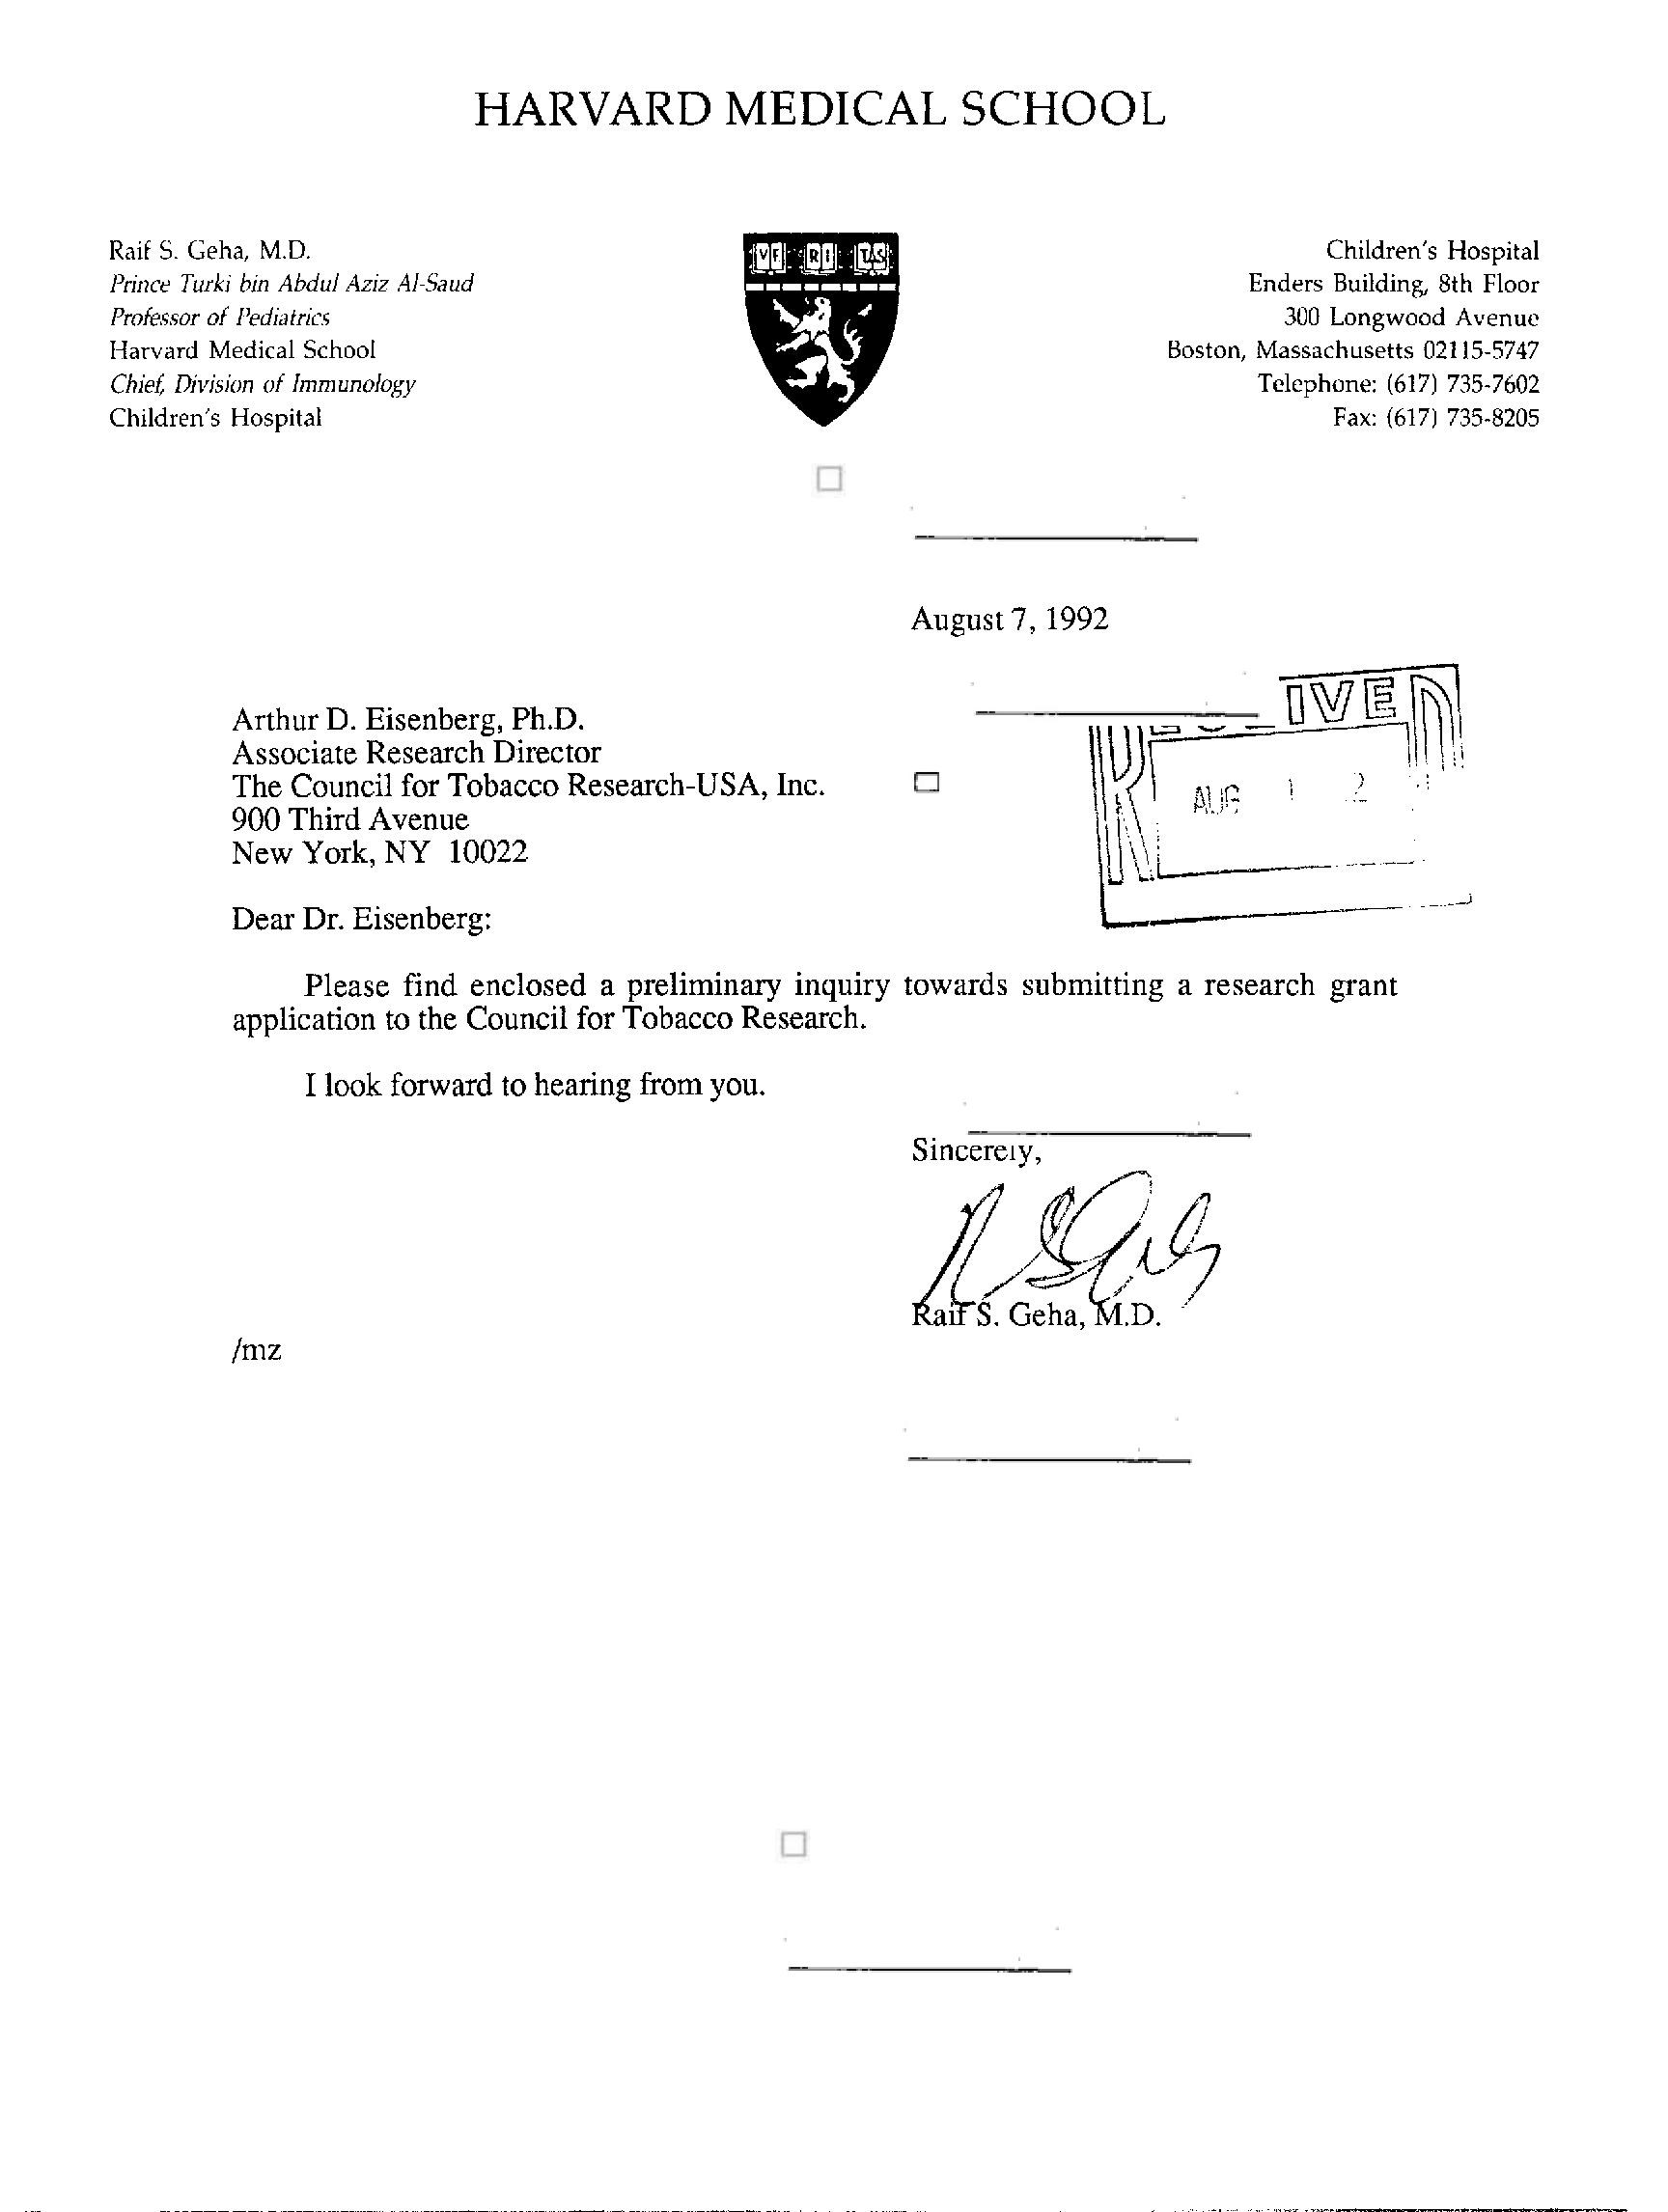 HARVARD MEDICAL SCHOOL
Raif S. Geha, M.D.
Prince Turki bin Abdul Aziz Al-Saud
Professor of Pediatrics
Harvard Medical School
Chief, Division of Immunology
Children's Hospital
VE RI TAS
Children's Hospital
Enders Building, 8th Floor
300 Longwood Avenue
Boston, Massachusetts 02115-5747
Telephone: (617) 735-7602
Fax: (617) 735-8205
August 7, 1992
AUG 12
Arthur D. Eisenberg, Ph.D.
Associate Research Director
The Council for Tobacco Research-USA, Inc.
900 Third Avenue
New York, NY 10022
Dear Dr. Eisenberg:
Please find enclosed a preliminary inquiry towards submitting a research grant
application to the Council for Tobacco Research.
I look forward to hearing from you.
Sincerely,
Raif S. Geha, M.D.
/mz